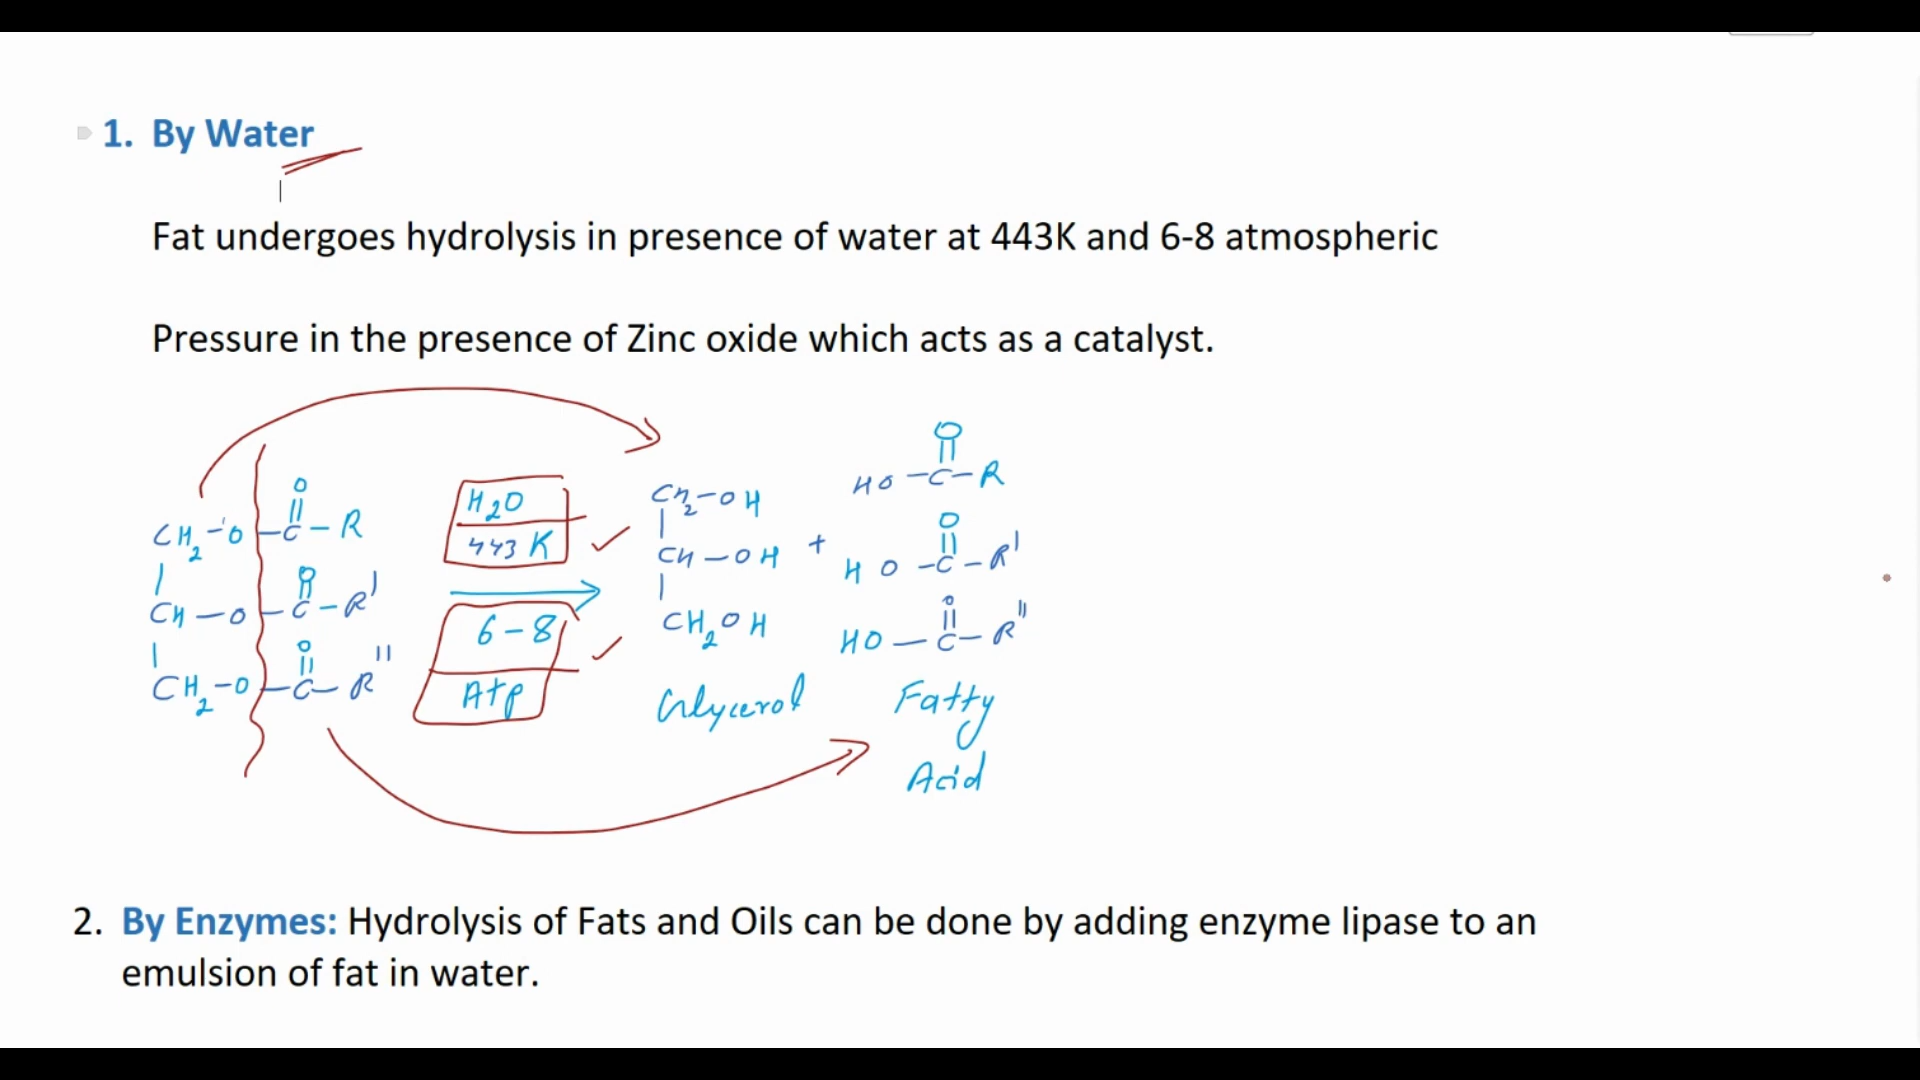 1. By Water
Fat undergoes hydrolysis in presence of water at 443K and 6-8 atmospheric
Pressure in the presence of Zinc oxide which acts as a catalyst.
CH2-O-C-R
O
CH-O-C-R'
O
CH2-O-C-R''
O
H2O
443 K
6-8
Atp
CH2-OH
CH-OH
CH2OH
Glycerol
+
O
HO-C-R
O
HO-C-R'
O
HO-C-R''
Fatty
Acid
2. By Enzymes: Hydrolysis of Fats and Oils can be done by adding enzyme lipase to an
emulsion of fat in water.